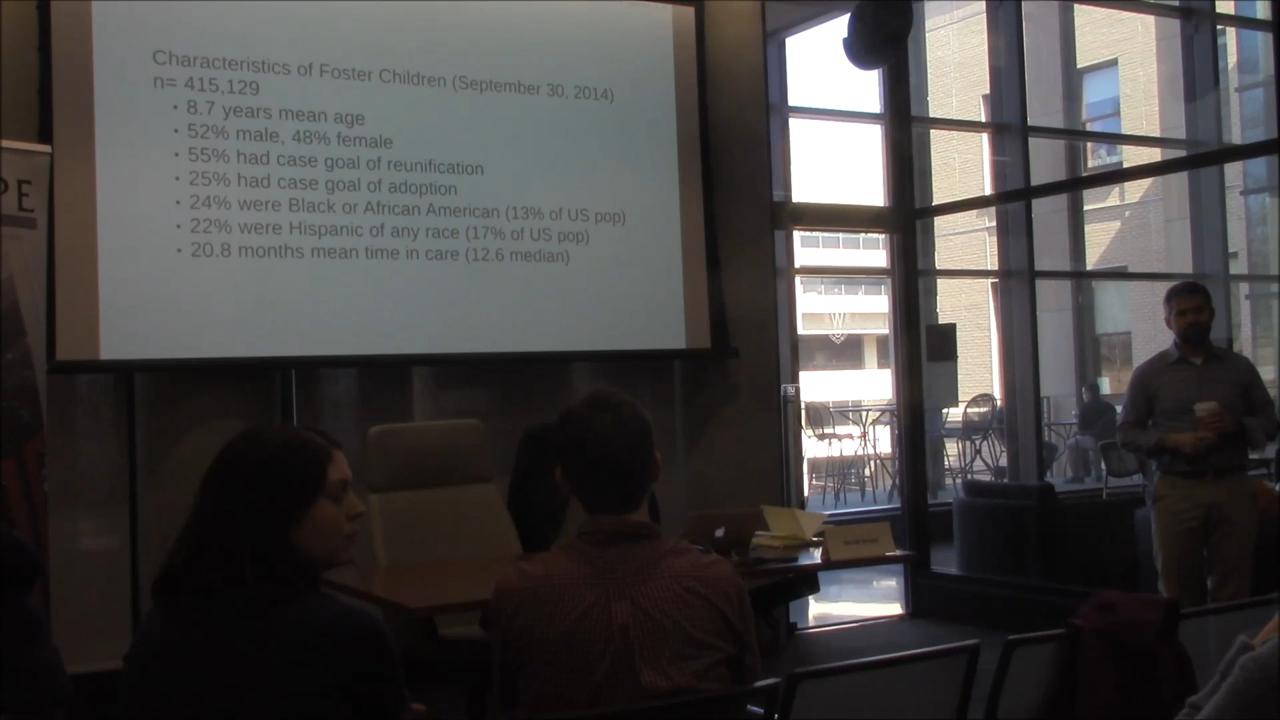 Characteristics of Foster Children (September 30, 2014)
n= 415,129
• 8.7 years mean age
• 52% male, 48% female
• 55% had case goal of reunification
• 25% had case goal of adoption
• 24% were Black or African American (13% of US pop)
• 22% were Hispanic of any race (17% of US pop)
• 20.8 months mean time in care (12.6 median)
PE
W